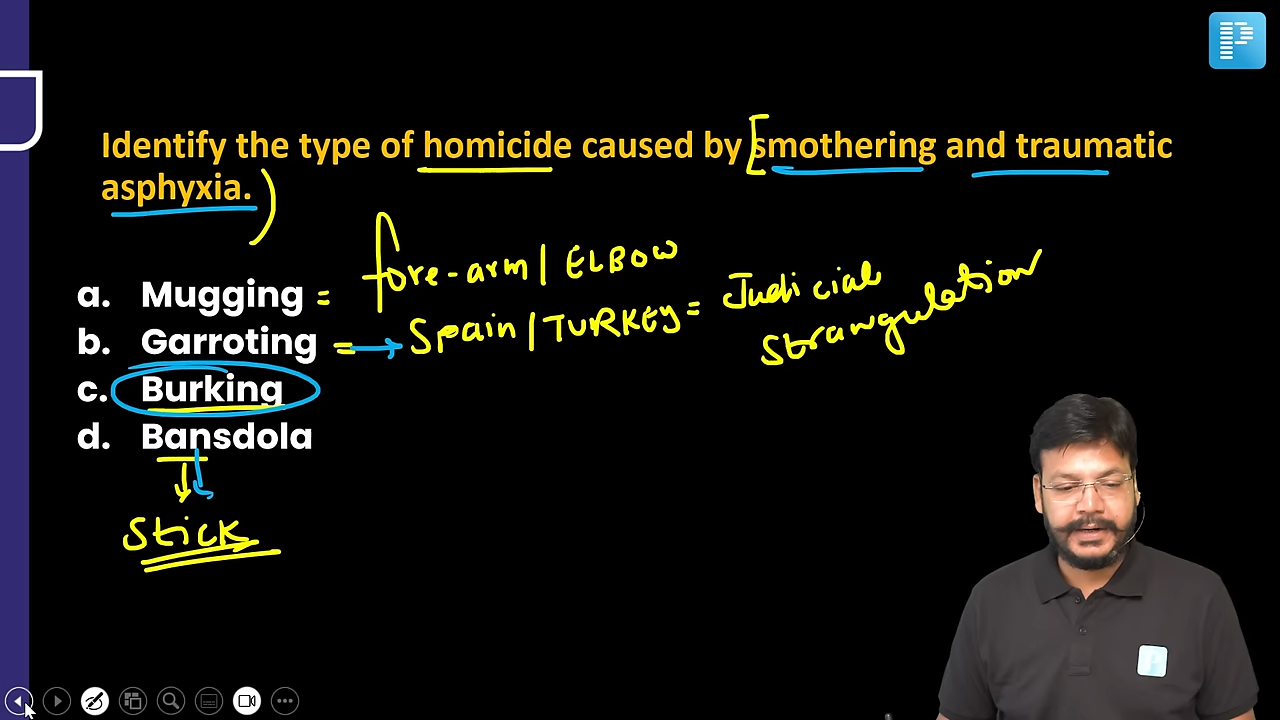 Identify the type of homicide caused by [smothering and traumatic
asphyxia.)
a. Mugging = fore-arm / ELBOW
b. Garroting = → Spain / TURKEY = Judicial
strangulation
c. Burking
d. Bansdola
stick